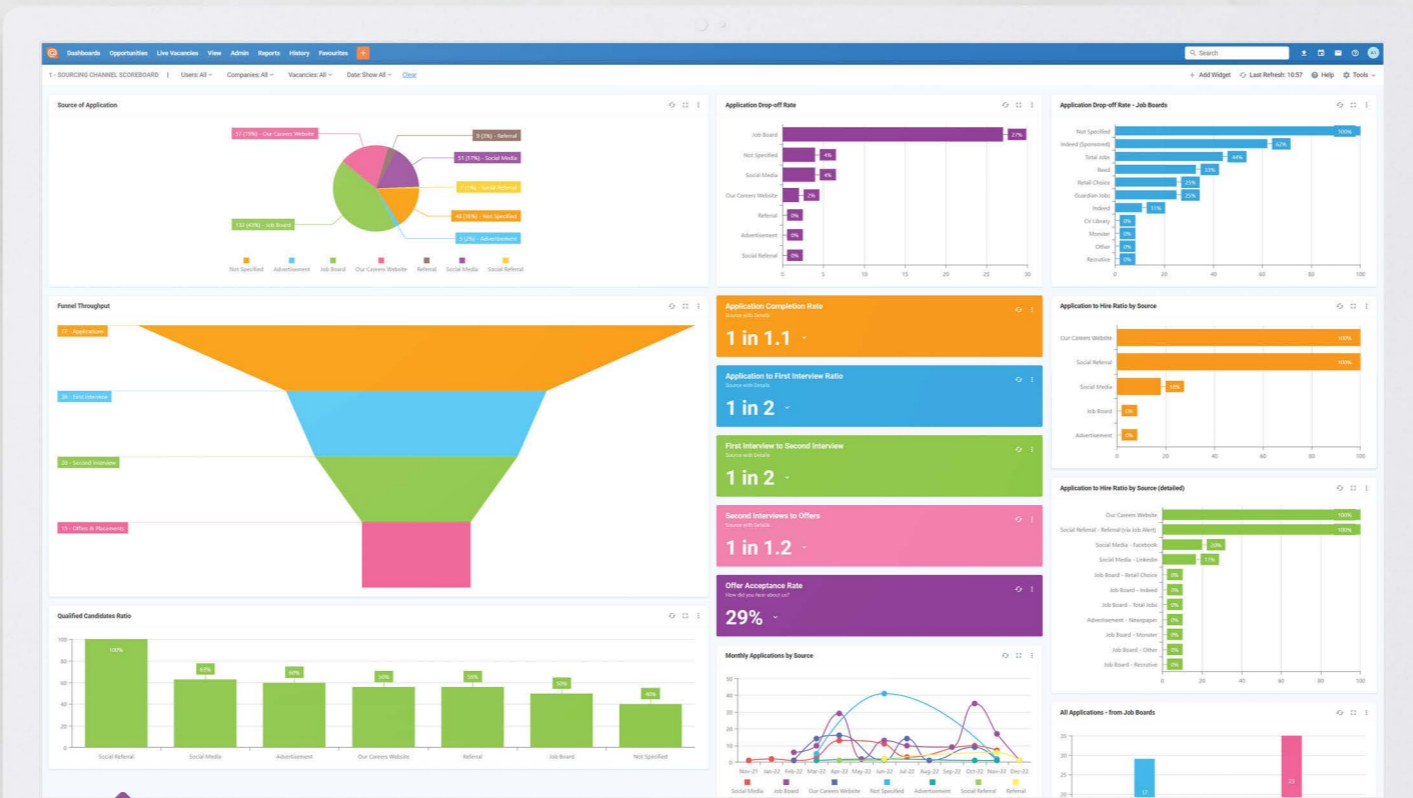 Dashboards Opportunities Live Vacancies View Admin Reports History Favourites + Search
1 - SOURCING CHANNEL SCOREBOARD | Users: All Companies: All Vacancies: All Date: Show All Clear + Add Widget Last Refresh: 10:57 Help Tools
Source of Application
57 (19%) - Our Careers Website
9 (3%) - Referral
51 (17%) - Social Media
- Social Referral
- Not Specified
132 (43%) - Job Board
5 (2%) - Advertisement
Not Specified Advertisement Job Board Our Careers Website Referral Social Media Social Referral
Application Drop-off Rate
Job Board 27%
Not Specified 4%
Social Media 4%
Our Careers Website 2%
Referral 0%
Advertisement 0%
Social Referral 0%
0 5 10 15 20 25 30
Application Drop-off Rate - Job Boards
Not Specified 100%
Indeed (Sponsored) 62%
Total Jobs 44%
Reed 33%
Retail Choice 25%
Guardian Jobs 25%
Indeed 11%
CV Library 0%
Monster 0%
Other 0%
Recruitive 0%
0 20 40 60 80 100
Funnel Throughput
77 - Applications
- First Interview
- Second Interview
15 - Offers & Placements
Application Completion Rate
Source with Details
1 in 1.1
Application to First Interview Ratio
Source with Details
1 in 2
First Interview to Second Interview
Source with Details
1 in 2
Second Interviews to Offers
Source with Details
1 in 1.2
Offer Acceptance Rate
How did you hear about us?
29%
Application to Hire Ratio by Source
Our Careers Website 100%
Social Referral 100%
Social Media 18%
Job Board 0%
Advertisement 0%
0 20 40 60 80 100
Application to Hire Ratio by Source (detailed)
Our Careers Website 100%
Social Referral - Referral (via Job Alert) 100%
Social Media - Facebook 20%
Social Media - LinkedIn 17%
Job Board - Retail Choice 0%
Job Board - Indeed 0%
Job Board - Total Jobs 0%
Advertisement - Newspaper 0%
Job Board - Monster 0%
Job Board - Other 0%
Job Board - Recruitive 0%
0 20 40 60 80 100
Qualified Candidates Ratio
100
80
60
40
20
0
100% 63% 60% 56% 56% 50% 40%
Social Referral Social Media Advertisement Our Careers Website Referral Job Board Not Specified
Monthly Applications by Source
50
40
30
20
10
0
Nov-21 Jan-22 Feb-22 Mar-22 Apr-22 May-22 Jun-22 Jul-22 Aug-22 Sep-22 Oct-22 Nov-22 Dec-22
Social Media Job Board Our Careers Website Not Specified Advertisement Social Referral Referral
All Applications - from Job Boards
35
30
25
20
17
23